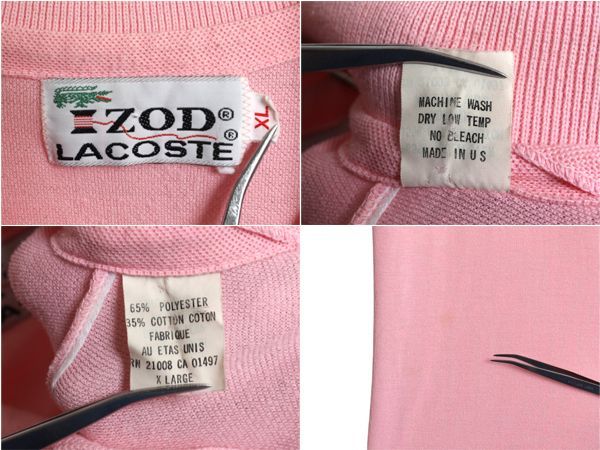 IZOD®
®
LACOSTE
XL
MACHINE WASH
DRY LOW TEMP
NO BLEACH
MADE IN US
65% POLYESTER
35% COTTON COTON
FABRIQUE
AU ETAS UNIS
RN 21008 CA 01497
X LARGE